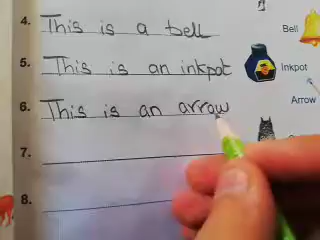 4. This is a bell
Bell
5. This is an inkpot
Inkpot
6. This is an arrow
Arrow
7.
8.